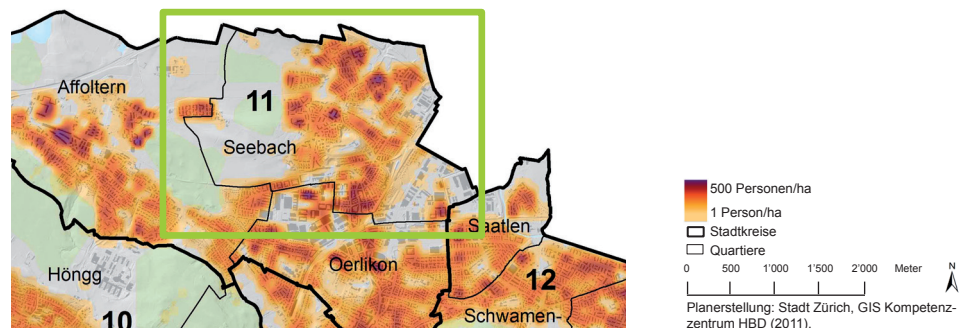 Affoltern
11
Seebach
Saatlen
Höngg
Oerlikon
12
10
Schwamen-
500 Personen/ha
1 Person/ha
Stadtkreise
Quartiere
0 500 1'000 1'500 2'000 Meter
N
Planerstellung: Stadt Zürich, GIS Kompetenz-
zentrum HBD (2011).